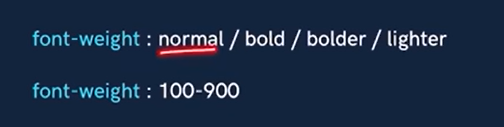 font-weight : normal / bold / bolder / lighter
font-weight : 100-900